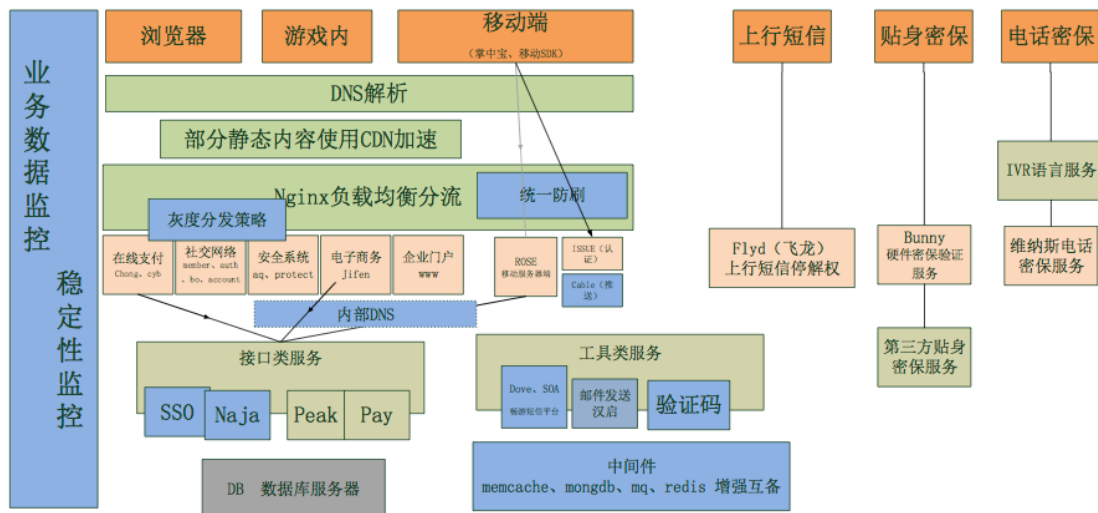 业务数据监控
稳定性监控
浏览器
游戏内
移动端
(掌中宝、移动SDK)
上行短信
贴身密保
电话密保
DNS解析
部分静态内容使用CDN加速
Nginx负载均衡分流
统一防刷
灰度分发策略
IVR语言服务
在线支付
Chong、cyb
社交网络
member、auth
、bo、account
安全系统
aq、protect
电子商务
Jifen
企业门户
www
ROSE
移动服务器端
ISSUE（认
证）
Cable（推
送）
Flyd（飞龙）
上行短信停解权
Bunny
硬件密保验证
服务
维纳斯电话
密保服务
内部DNS
接口类服务
SSO
Naja
Peak
Pay
工具类服务
Dove、SOA
畅游短信平台
邮件发送
汉启
验证码
第三方贴身
密保服务
DB 数据库服务器
中间件
memcache、mongdb、mq、redis 增强互备